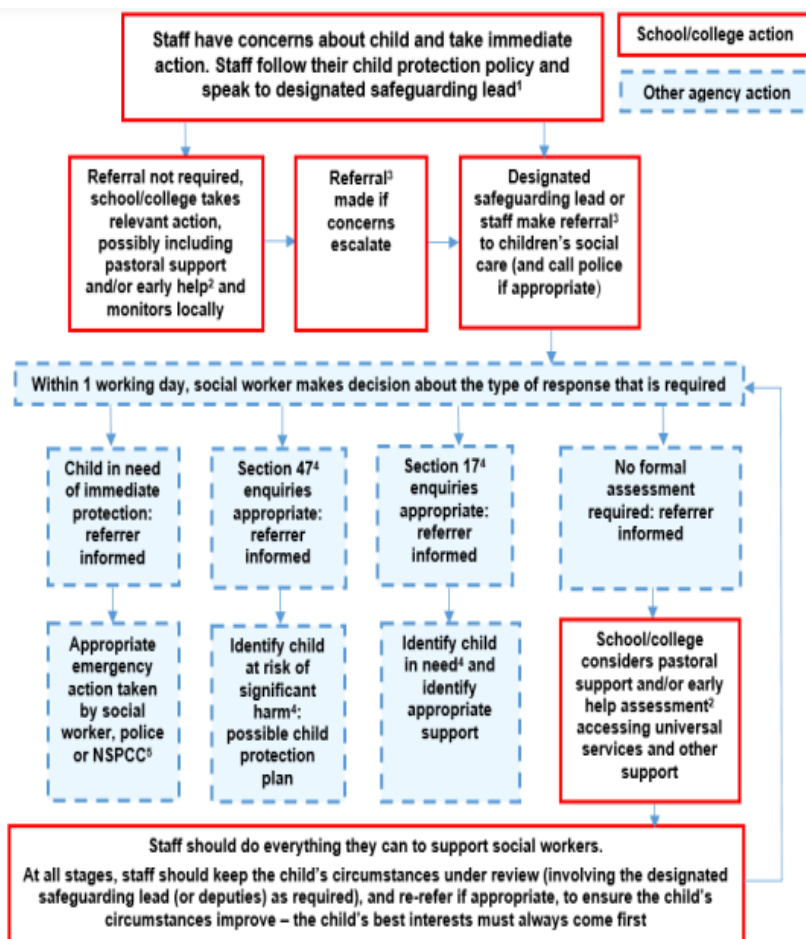 Staff have concerns about child and take immediate
action. Staff follow their child protection policy and
speak to designated safeguarding lead¹
School/college action
Other agency action
Referral not required,
school/college takes
relevant action,
possibly including
pastoral support
and/or early help² and
monitors locally
Referral³
made if
concerns
escalate
Designated
safeguarding lead or
staff make referral³
to children's social
care (and call police
if appropriate)
Within 1 working day, social worker makes decision about the type of response that is required
Child in need
of immediate
protection:
referrer
informed
Section 47⁴
enquiries
appropriate:
referrer
informed
Section 17⁴
enquiries
appropriate:
referrer
informed
No formal
assessment
required: referrer
informed
Appropriate
emergency
action taken
by social
worker, police
or NSPCC⁵
Identify child
at risk of
significant
harm⁴:
possible child
protection
plan
Identify child
in need⁴ and
identify
appropriate
support
School/college
considers pastoral
support and/or early
help assessment²
accessing universal
services and other
support
Staff should do everything they can to support social workers.
At all stages, staff should keep the child's circumstances under review (involving the designated
safeguarding lead (or deputies) as required), and re-refer if appropriate, to ensure the child's
circumstances improve – the child's best interests must always come first